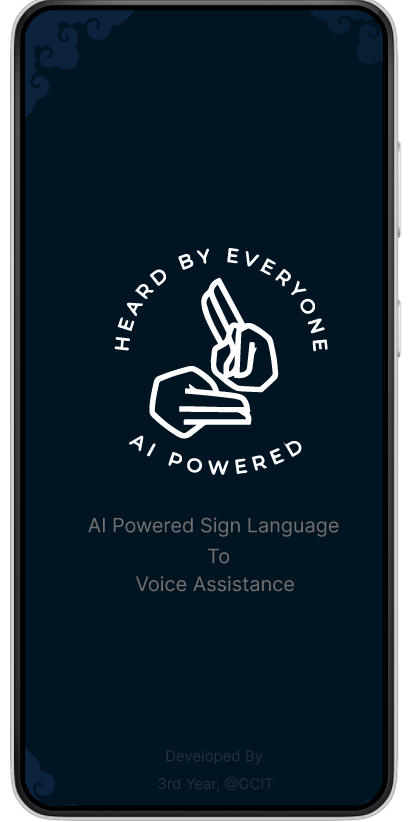 HEARD BY EVERYONE
AI POWERED
AI Powered Sign Language
To
Voice Assistance
Developed By
3rd Year, @GCIT